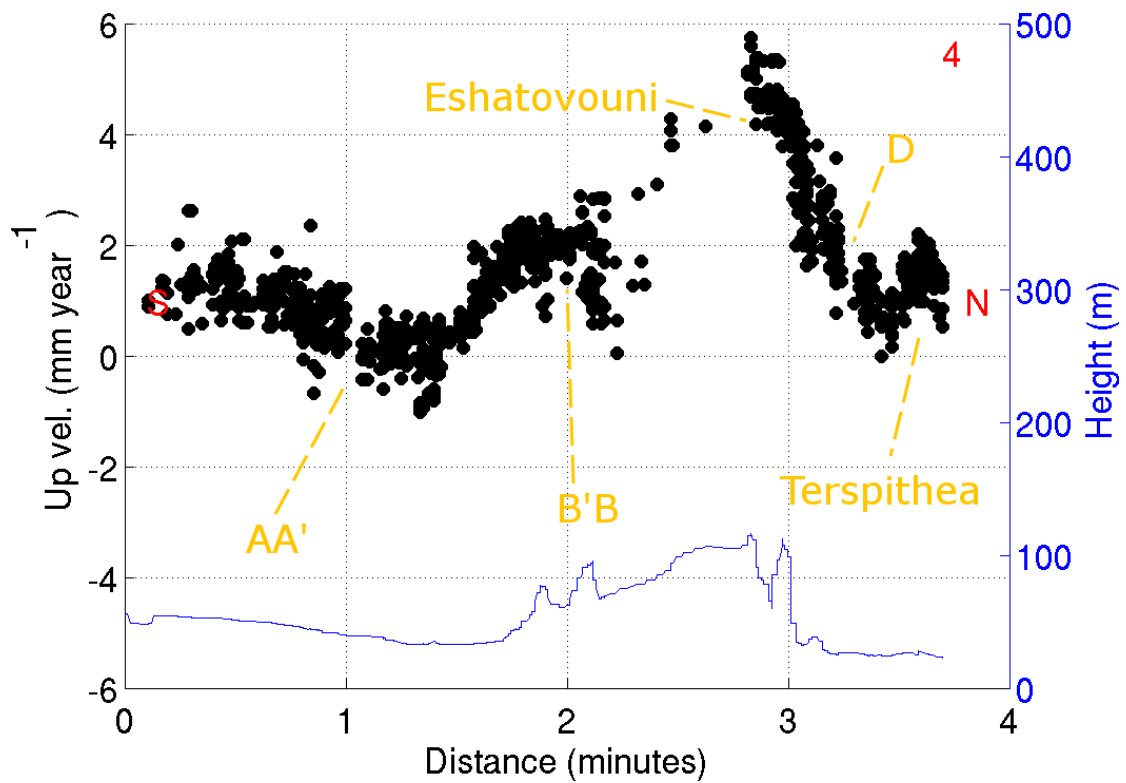 6
4
2
0
-2
-4
-6
Up vel. (mm year -1)
500
400
300
200
100
0
Height (m)
4
Eshatovouni
D
S
N
AA'
B'B
Terspithea
0
1
2
3
4
Distance (minutes)